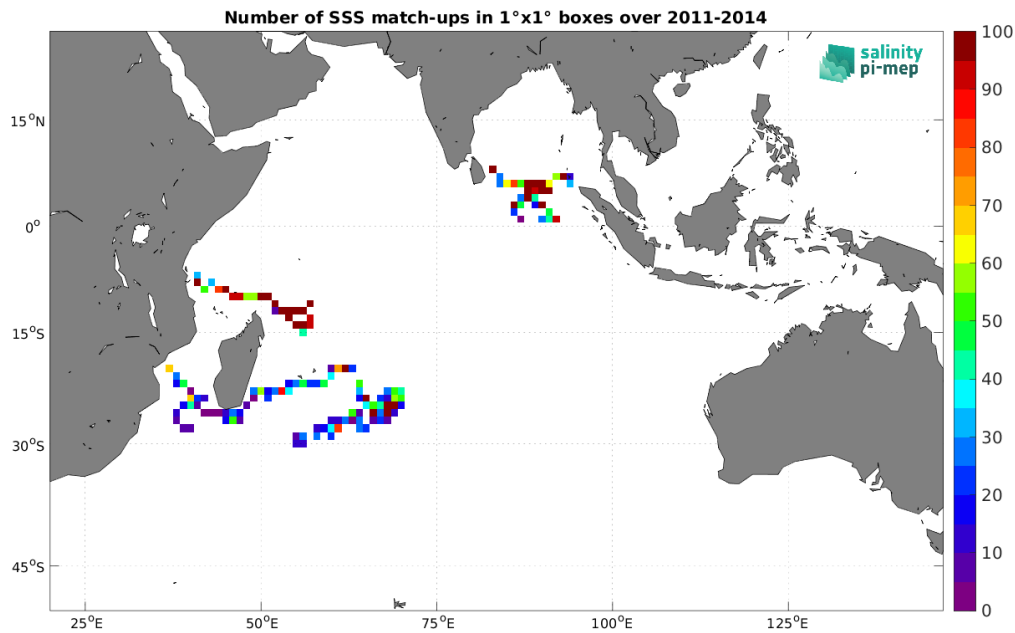 Number of SSS match-ups in 1°x1° boxes over 2011-2014
salinity
pi-mep
15°N
0°
15°S
30°S
45°S
25°E
50°E
75°E
100°E
125°E
100
90
80
70
60
50
40
30
20
10
0